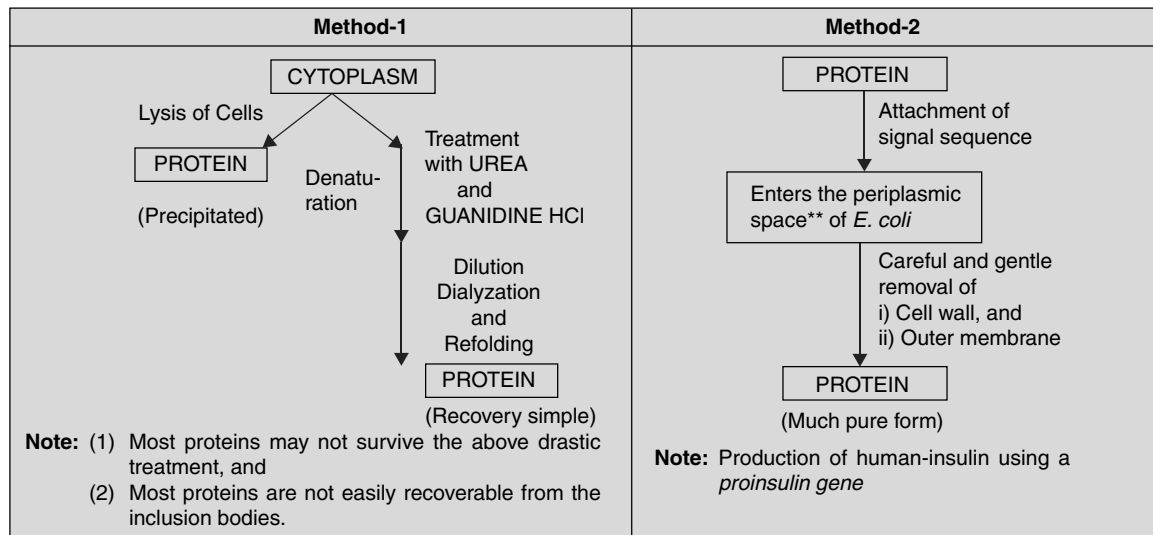 Method-1
CYTOPLASM
Lysis of Cells
PROTEIN
(Precipitated)
Denatu-
ration
Treatment
with UREA
and
GUANIDINE HCl
Dilution
Dialyzation
and
Refolding
PROTEIN
(Recovery simple)
Note: (1) Most proteins may not survive the above drastic
treatment, and
(2) Most proteins are not easily recoverable from the
inclusion bodies.
Method-2
PROTEIN
Attachment of
signal sequence
Enters the periplasmic
space** of E. coli
Careful and gentle
removal of
i) Cell wall, and
ii) Outer membrane
PROTEIN
(Much pure form)
Note: Production of human-insulin using a
proinsulin gene